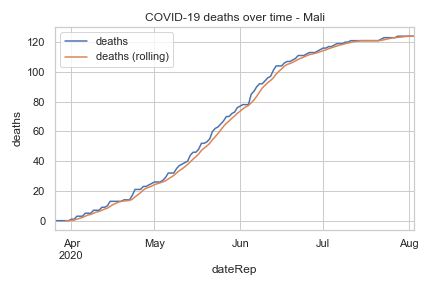 COVID-19 deaths over time - Mali
deaths
deaths (rolling)
120
100
80
60
40
20
0
deaths
Apr
2020
May
Jun
Jul
Aug
dateRep